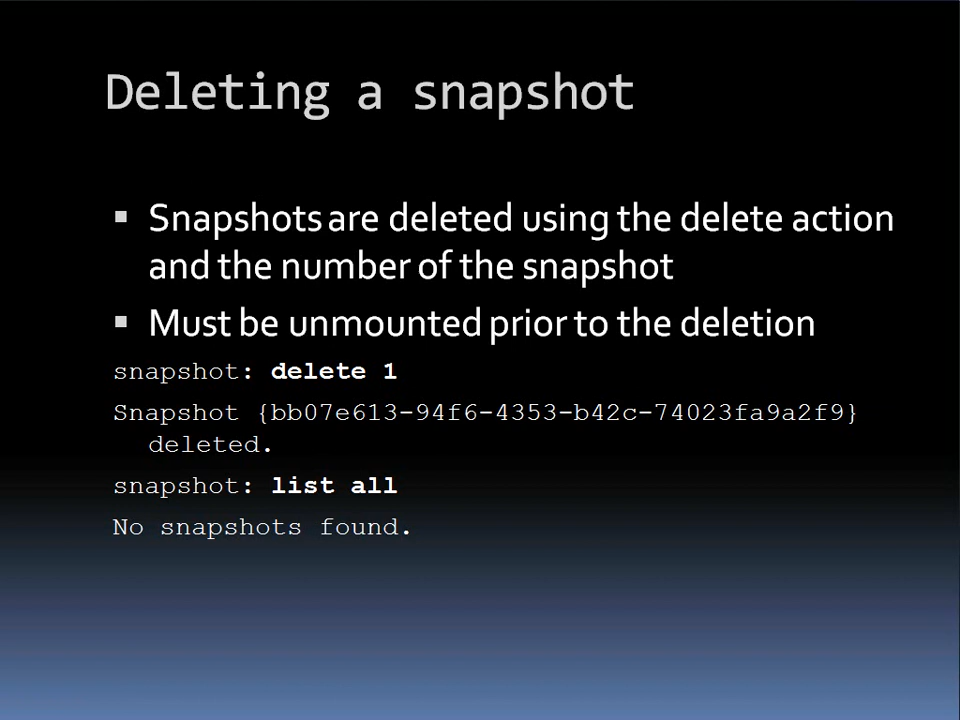 Deleting a snapshot
▪ Snapshots are deleted using the delete action
and the number of the snapshot
▪ Must be unmounted prior to the deletion
snapshot: delete 1
Snapshot {bb07e613-94f6-4353-b42c-74023fa9a2f9}
deleted.
snapshot: list all
No snapshots found.